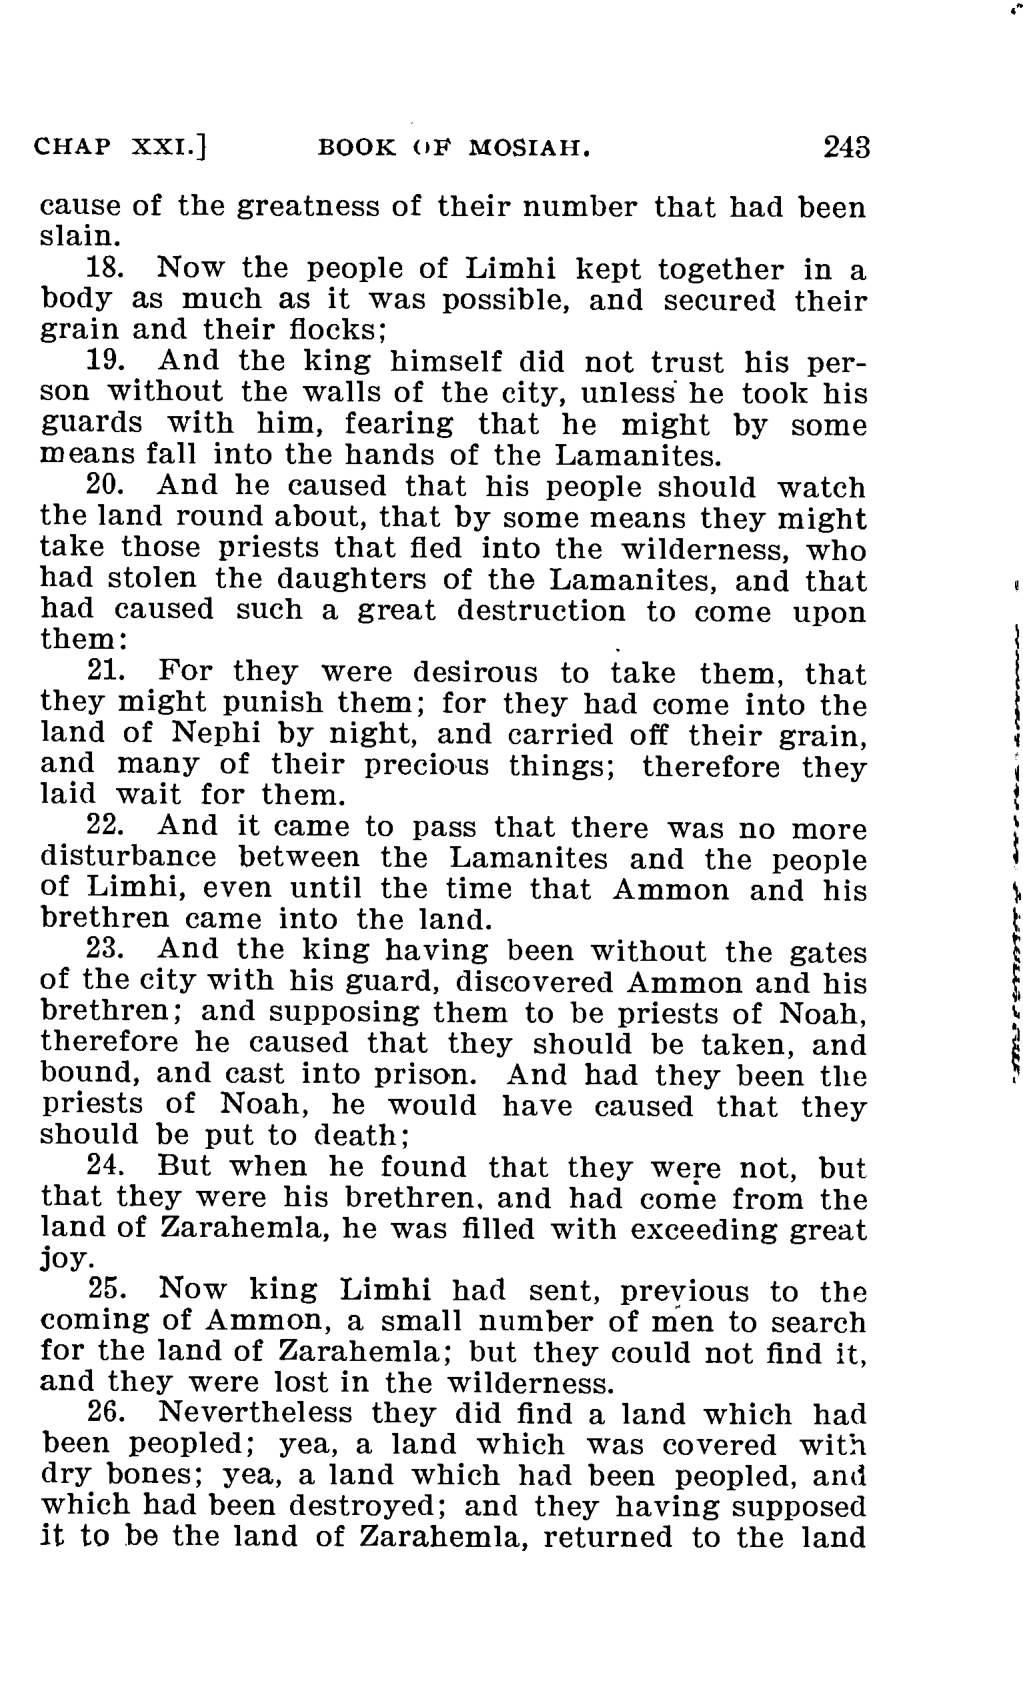 CHAP XXI.] BOOK OF MOSIAH. 243
cause of the greatness of their number that had been
slain.
18. Now the people of Limhi kept together in a
body as much as it was possible, and secured their
grain and their flocks;
19. And the king himself did not trust his per-
son without the walls of the city, unless he took his
guards with him, fearing that he might by some
means fall into the hands of the Lamanites.
20. And he caused that his people should watch
the land round about, that by some means they might
take those priests that fled into the wilderness, who
had stolen the daughters of the Lamanites, and that
had caused such a great destruction to come upon
them:
21. For they were desirous to take them, that
they might punish them; for they had come into the
land of Nephi by night, and carried off their grain,
and many of their precious things; therefore they
laid wait for them.
22. And it came to pass that there was no more
disturbance between the Lamanites and the people
of Limhi, even until the time that Ammon and his
brethren came into the land.
23. And the king having been without the gates
of the city with his guard, discovered Ammon and his
brethren; and supposing them to be priests of Noah,
therefore he caused that they should be taken, and
bound, and cast into prison. And had they been the
priests of Noah, he would have caused that they
should be put to death;
24. But when he found that they were not, but
that they were his brethren, and had come from the
land of Zarahemla, he was filled with exceeding great
joy.
25. Now king Limhi had sent, previous to the
coming of Ammon, a small number of men to search
for the land of Zarahemla; but they could not find it,
and they were lost in the wilderness.
26. Nevertheless they did find a land which had
been peopled; yea, a land which was covered with
dry bones; yea, a land which had been peopled, and
which had been destroyed; and they having supposed
it to be the land of Zarahemla, returned to the land